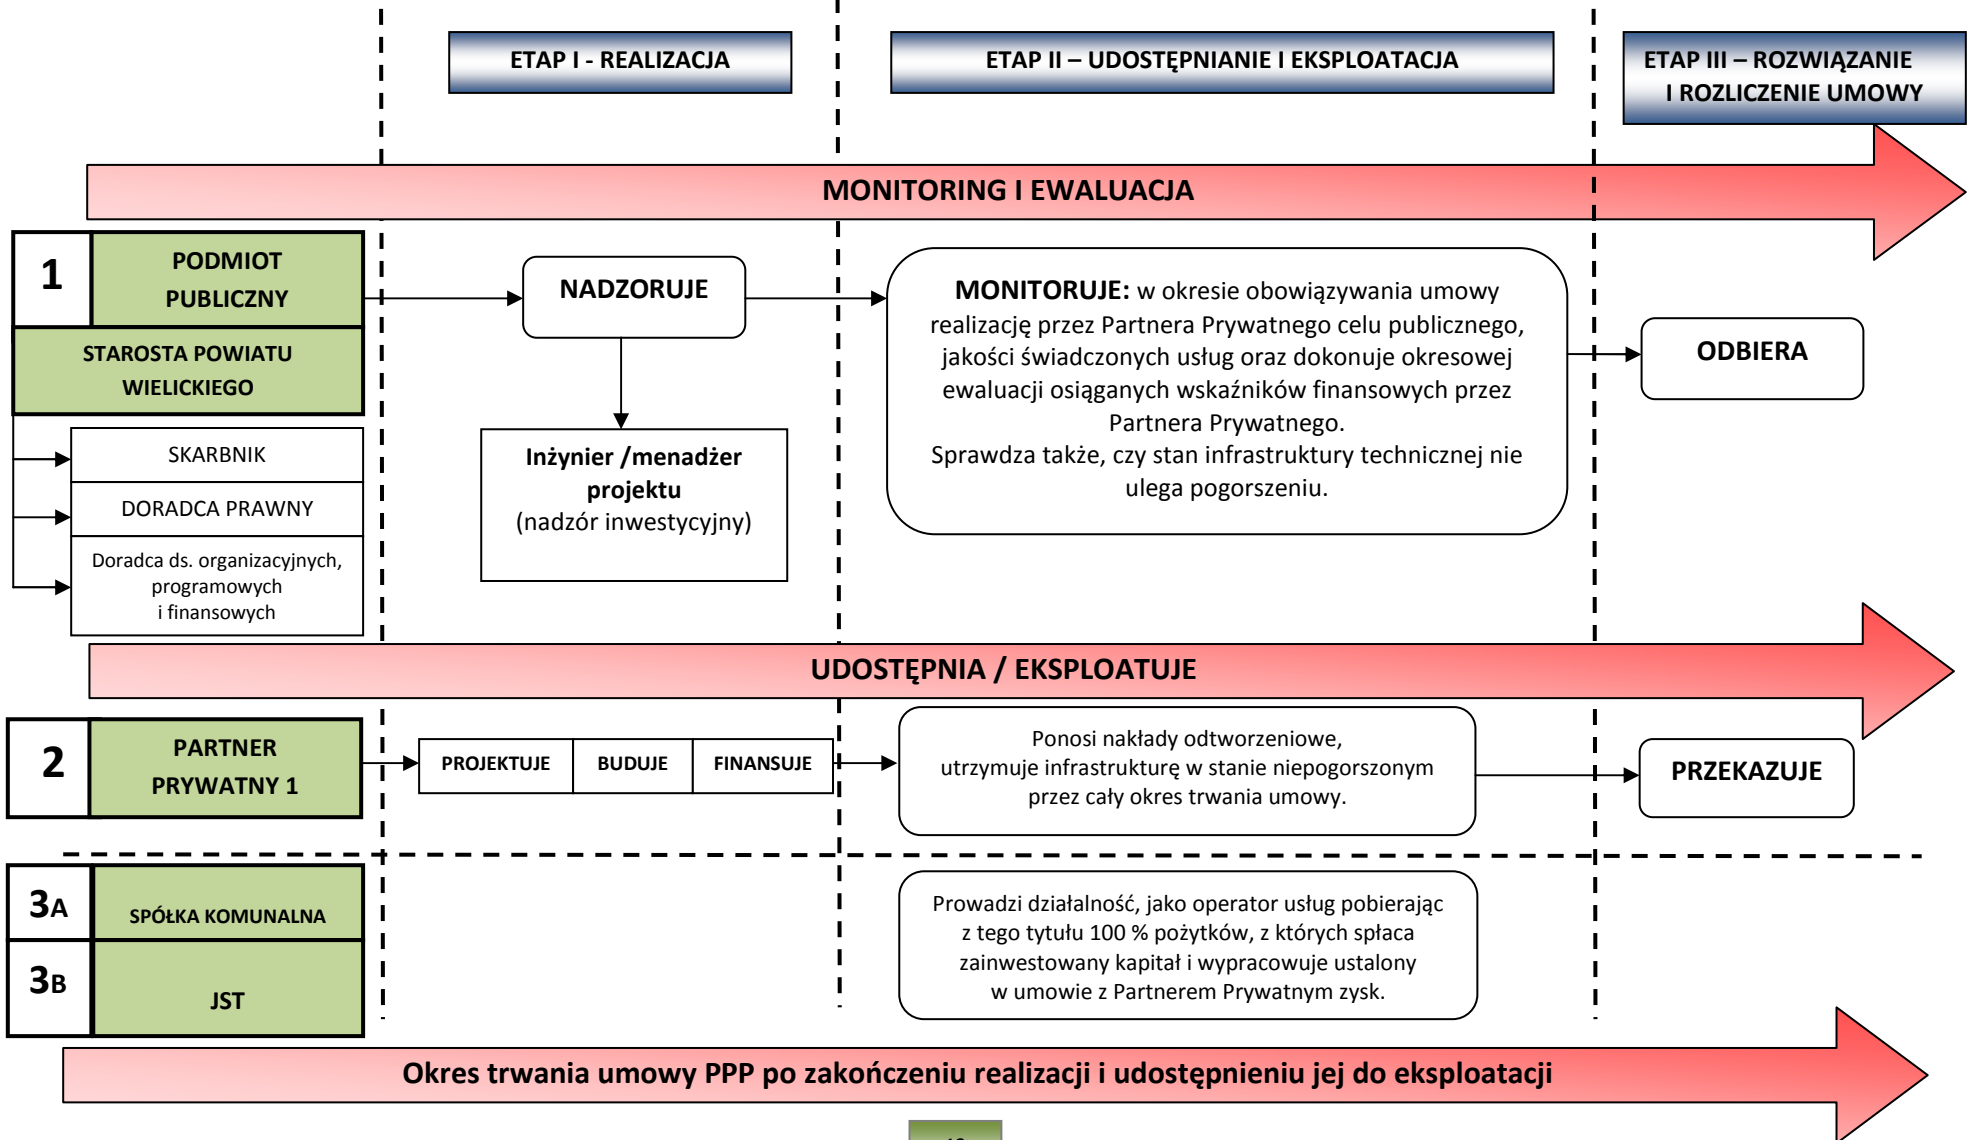 ETAP I - REALIZACJA
ETAP II – UDOSTĘPNIANIE I EKSPLOATACJA
ETAP III – ROZWIĄZANIE
I ROZLICZENIE UMOWY
MONITORING I EWALUACJA
1
PODMIOT
PUBLICZNY
STAROSTA POWIATU
WIELICKIEGO
SKARBNIK
DORADCA PRAWNY
Doradca ds. organizacyjnych,
programowych
i finansowych
NADZORUJE
Inżynier /menadżer
projektu
(nadzór inwestycyjny)
MONITORUJE: w okresie obowiązywania umowy
realizację przez Partnera Prywatnego celu publicznego,
jakości świadczonych usług oraz dokonuje okresowej
ewaluacji osiąganych wskaźników finansowych przez
Partnera Prywatnego.
Sprawdza także, czy stan infrastruktury technicznej nie
ulega pogorszeniu.
ODBIERA
UDOSTĘPNIA / EKSPLOATUJE
2
PARTNER
PRYWATNY 1
PROJEKTUJE
BUDUJE
FINANSUJE
Ponosi nakłady odtworzeniowe,
utrzymuje infrastrukturę w stanie niepogorszonym
przez cały okres trwania umowy.
PRZEKAZUJE
3A
SPÓŁKA KOMUNALNA
3B
JST
Prowadzi działalność, jako operator usług pobierając
z tego tytułu 100 % pożytków, z których spłaca
zainwestowany kapitał i wypracowuje ustalony
w umowie z Partnerem Prywatnym zysk.
Okres trwania umowy PPP po zakończeniu realizacji i udostępnieniu jej do eksploatacji